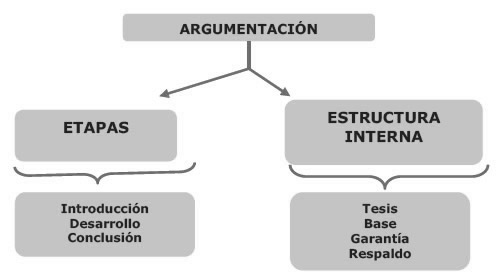 ARGUMENTACIÓN
ETAPAS
ESTRUCTURA
INTERNA
Introducción
Desarrollo
Conclusión
Tesis
Base
Garantía
Respaldo